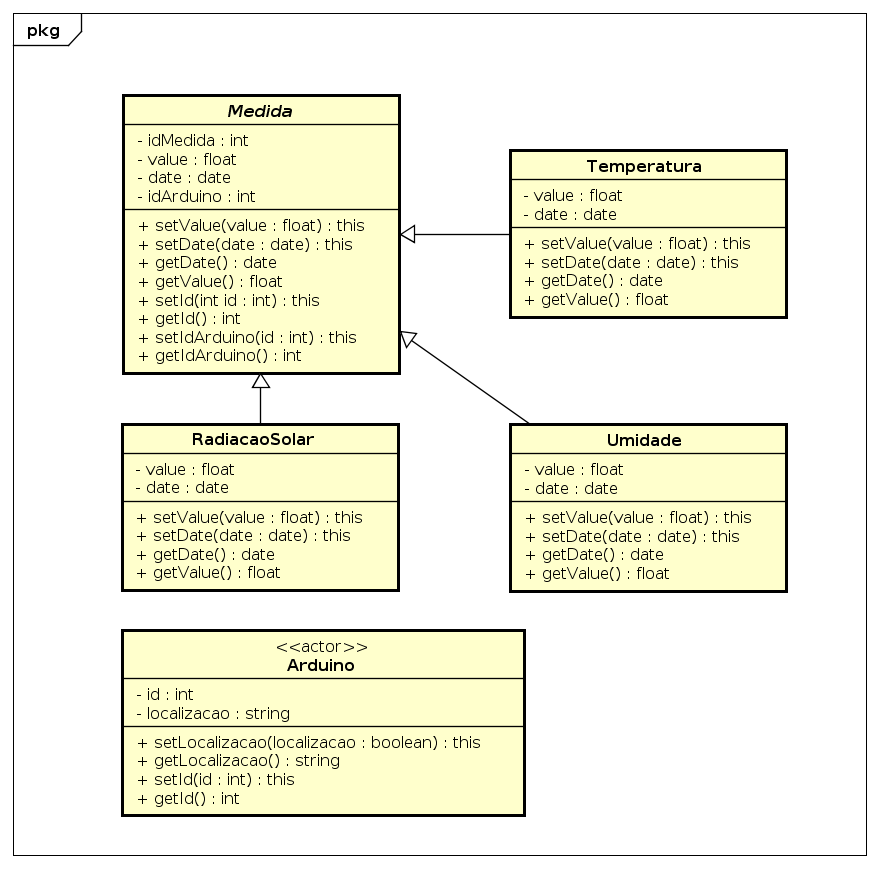 pkg
Medida
- idMedida : int
- value : float
- date : date
- idArduino : int
+ setValue(value : float) : this
+ setDate(date : date) : this
+ getDate() : date
+ getValue() : float
+ setId(int id : int) : this
+ getId() : int
+ setIdArduino(id : int) : this
+ getIdArduino() : int
Temperatura
- value : float
- date : date
+ setValue(value : float) : this
+ setDate(date : date) : this
+ getDate() : date
+ getValue() : float
RadiacaoSolar
- value : float
- date : date
+ setValue(value : float) : this
+ setDate(date : date) : this
+ getDate() : date
+ getValue() : float
Umidade
- value : float
- date : date
+ setValue(value : float) : this
+ setDate(date : date) : this
+ getDate() : date
+ getValue() : float
<<actor>>
Arduino
- id : int
- localizacao : string
+ setLocalizacao(localizacao : boolean) : this
+ getLocalizacao() : string
+ setId(id : int) : this
+ getId() : int